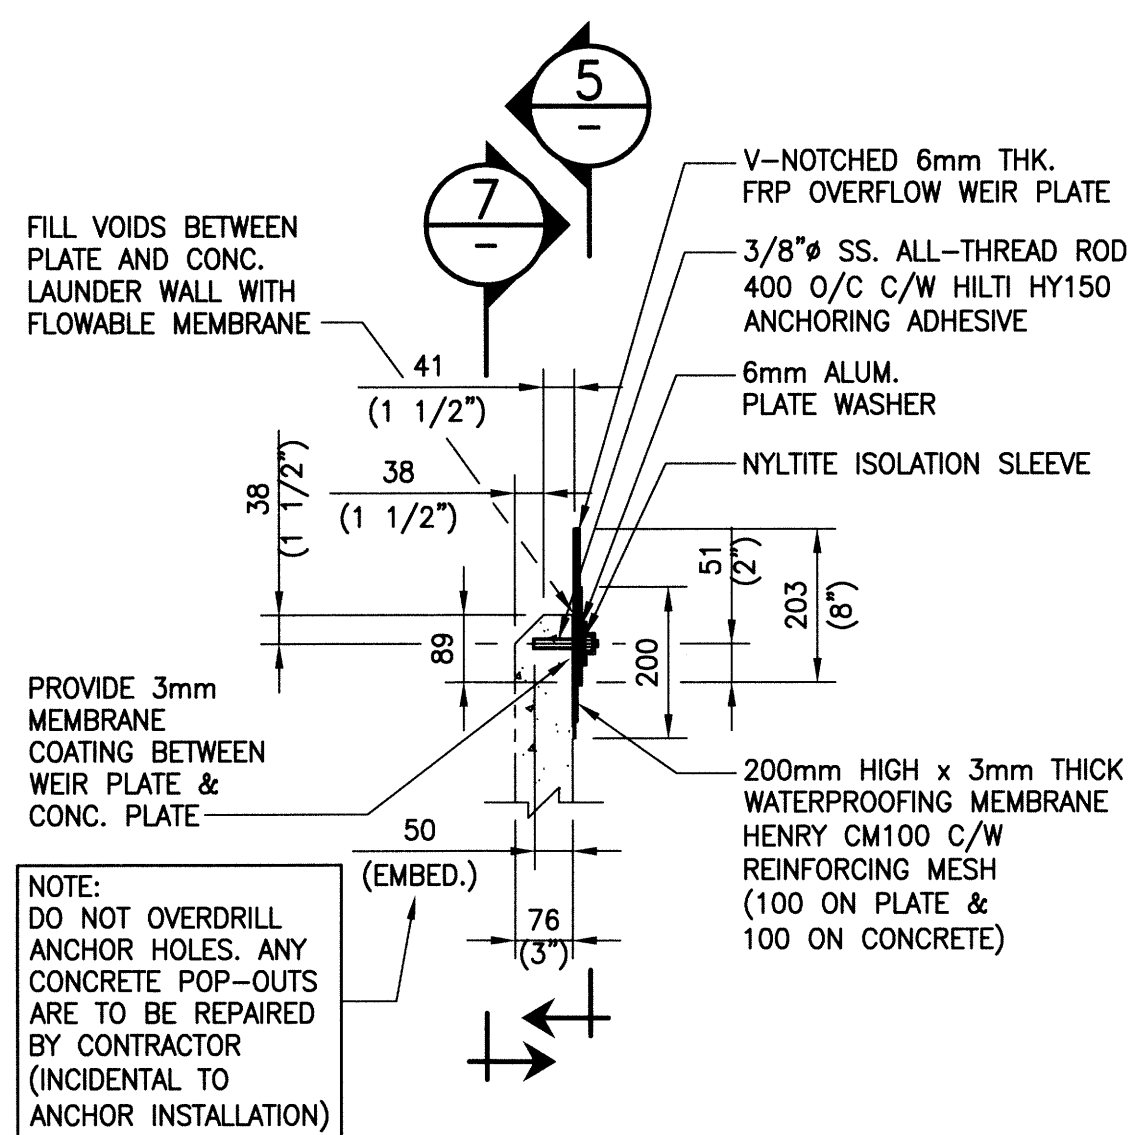 5
-
7
-
V-NOTCHED 6mm THK.
FRP OVERFLOW WEIR PLATE
3/8"ø SS. ALL-THREAD ROD
400 O/C C/W HILTI HY150
ANCHORING ADHESIVE
6mm ALUM.
PLATE WASHER
NYLTITE ISOLATION SLEEVE
FILL VOIDS BETWEEN
PLATE AND CONC.
LAUNDER WALL WITH
FLOWABLE MEMBRANE
41
(1 1/2")
38
(1 1/2")
38
(1 1/2")
51
(2")
203
(8")
89
200
PROVIDE 3mm
MEMBRANE
COATING BETWEEN
WEIR PLATE &
CONC. PLATE
200mm HIGH x 3mm THICK
WATERPROOFING MEMBRANE
HENRY CM100 C/W
REINFORCING MESH
(100 ON PLATE &
100 ON CONCRETE)
50
(EMBED.)
76
(3")
NOTE:
DO NOT OVERDRILL
ANCHOR HOLES. ANY
CONCRETE POP-OUTS
ARE TO BE REPAIRED
BY CONTRACTOR
(INCIDENTAL TO
ANCHOR INSTALLATION)